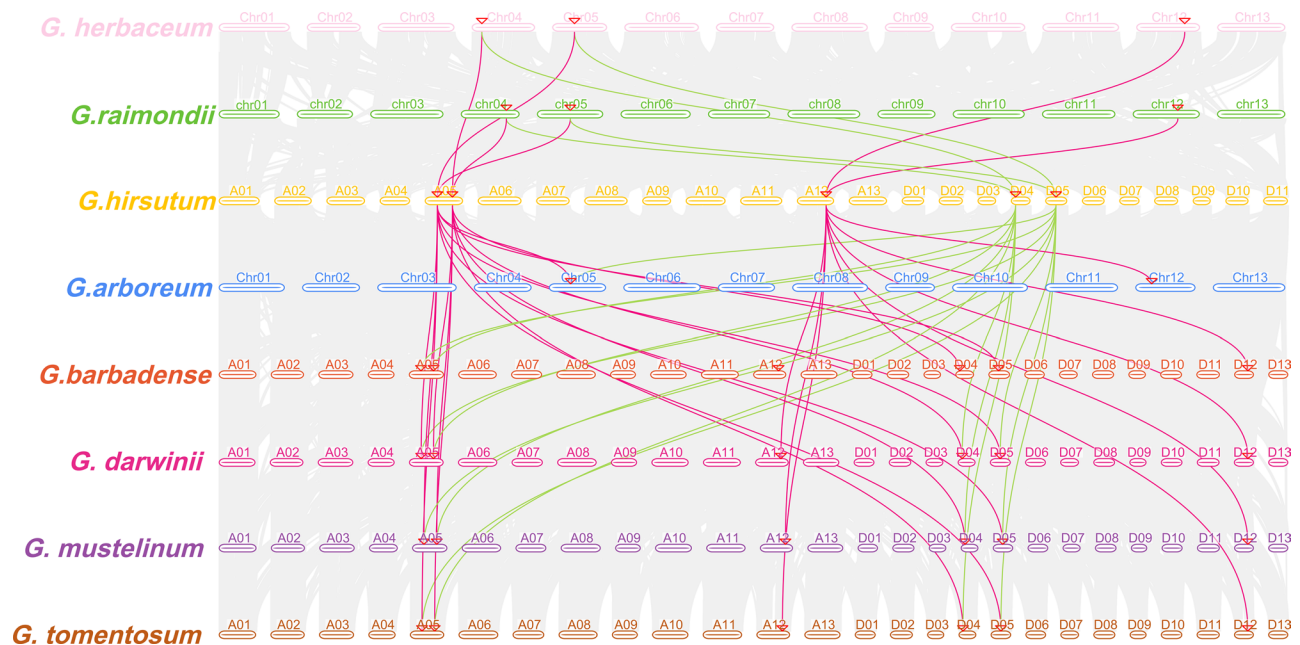 G. herbaceum Chr01 Chr02 Chr03 Chr04 Chr05 Chr06 Chr07 Chr08 Chr09 Chr10 Chr11 Chr12 Chr13
G.raimondii chr01 chr02 chr03 chr04 chr05 chr06 chr07 chr08 chr09 chr10 chr11 chr12 chr13
G.hirsutum A01 A02 A03 A04 A05 A06 A07 A08 A09 A10 A11 A12 A13 D01 D02 D03 D04 D05 D06 D07 D08 D09 D10 D11
G.arboreum Chr01 Chr02 Chr03 Chr04 Chr05 Chr06 Chr07 Chr08 Chr09 Chr10 Chr11 Chr12 Chr13
G.barbadense A01 A02 A03 A04 A05 A06 A07 A08 A09 A10 A11 A12 A13 D01 D02 D03 D04 D05 D06 D07 D08 D09 D10 D11 D12 D13
G. darwinii A01 A02 A03 A04 A05 A06 A07 A08 A09 A10 A11 A12 A13 D01 D02 D03 D04 D05 D06 D07 D08 D09 D10 D11 D12 D13
G. mustelinum A01 A02 A03 A04 A05 A06 A07 A08 A09 A10 A11 A12 A13 D01 D02 D03 D04 D05 D06 D07 D08 D09 D10 D11 D12 D13
G. tomentosum A01 A02 A03 A04 A05 A06 A07 A08 A09 A10 A11 A12 A13 D01 D02 D03 D04 D05 D06 D07 D08 D09 D10 D11 D12 D13